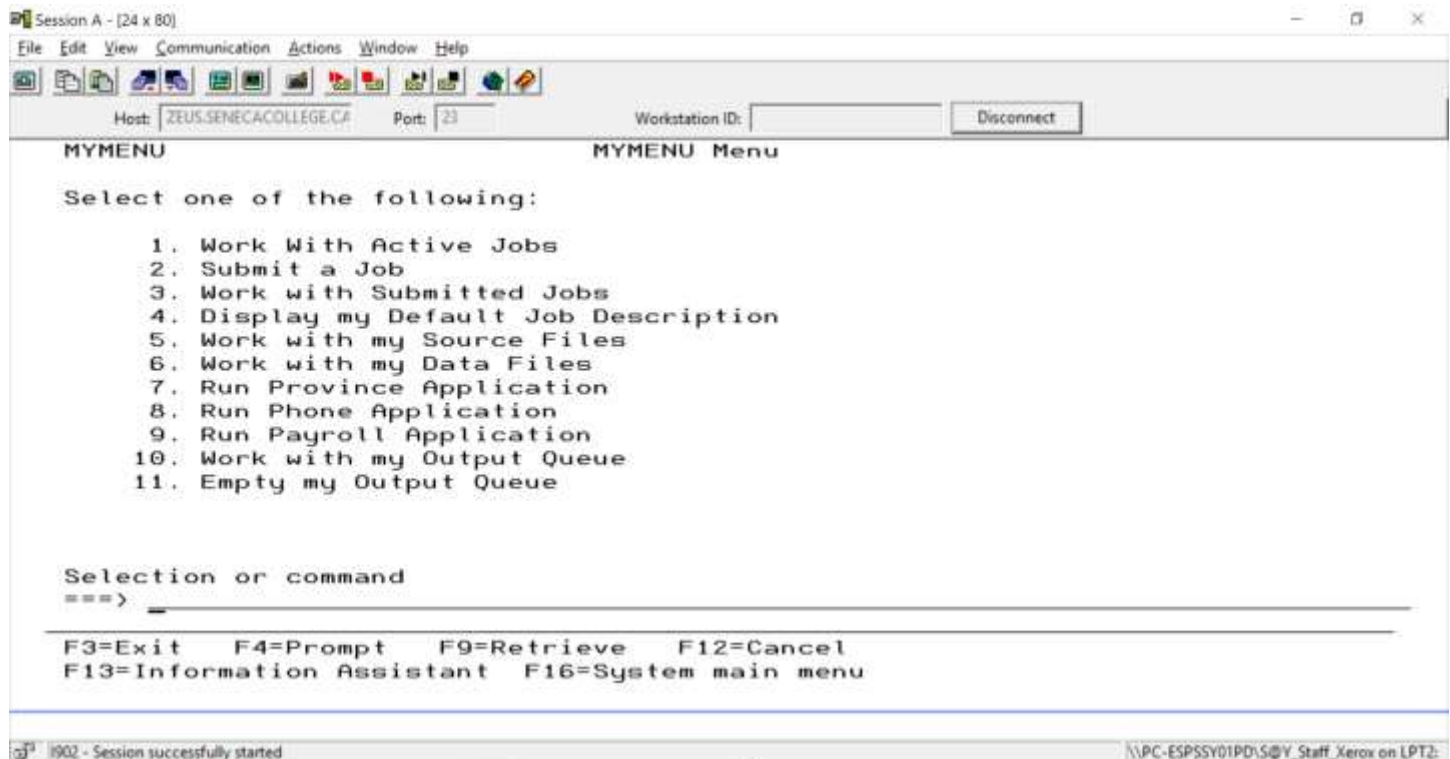 Session A - [24 x 80]
File Edit View Communication Actions Window Help
Host: ZEUS.SENECACOLLEGE.CA Port: 23 Workstation ID: Disconnect
MYMENU MYMENU Menu
Select one of the following:
1. Work With Active Jobs
2. Submit a Job
3. Work with Submitted Jobs
4. Display my Default Job Description
5. Work with my Source Files
6. Work with my Data Files
7. Run Province Application
8. Run Phone Application
9. Run Payroll Application
10. Work with my Output Queue
11. Empty my Output Queue
Selection or command
===>
F3=Exit F4=Prompt F9=Retrieve F12=Cancel
F13=Information Assistant F16=System main menu
I902 - Session successfully started \\PC-ESPSSY01PD\S@Y_Staff_Xerox on LPT2: